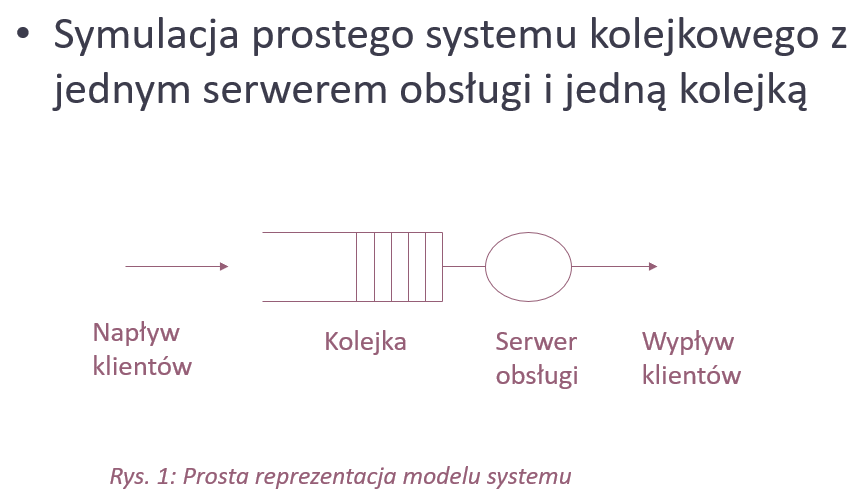 • Symulacja prostego systemu kolejkowego z
jednym serwerem obsługi i jedną kolejką
Napływ
klientów
Kolejka
Serwer
obsługi
Wypływ
klientów
Rys. 1: Prosta reprezentacja modelu systemu